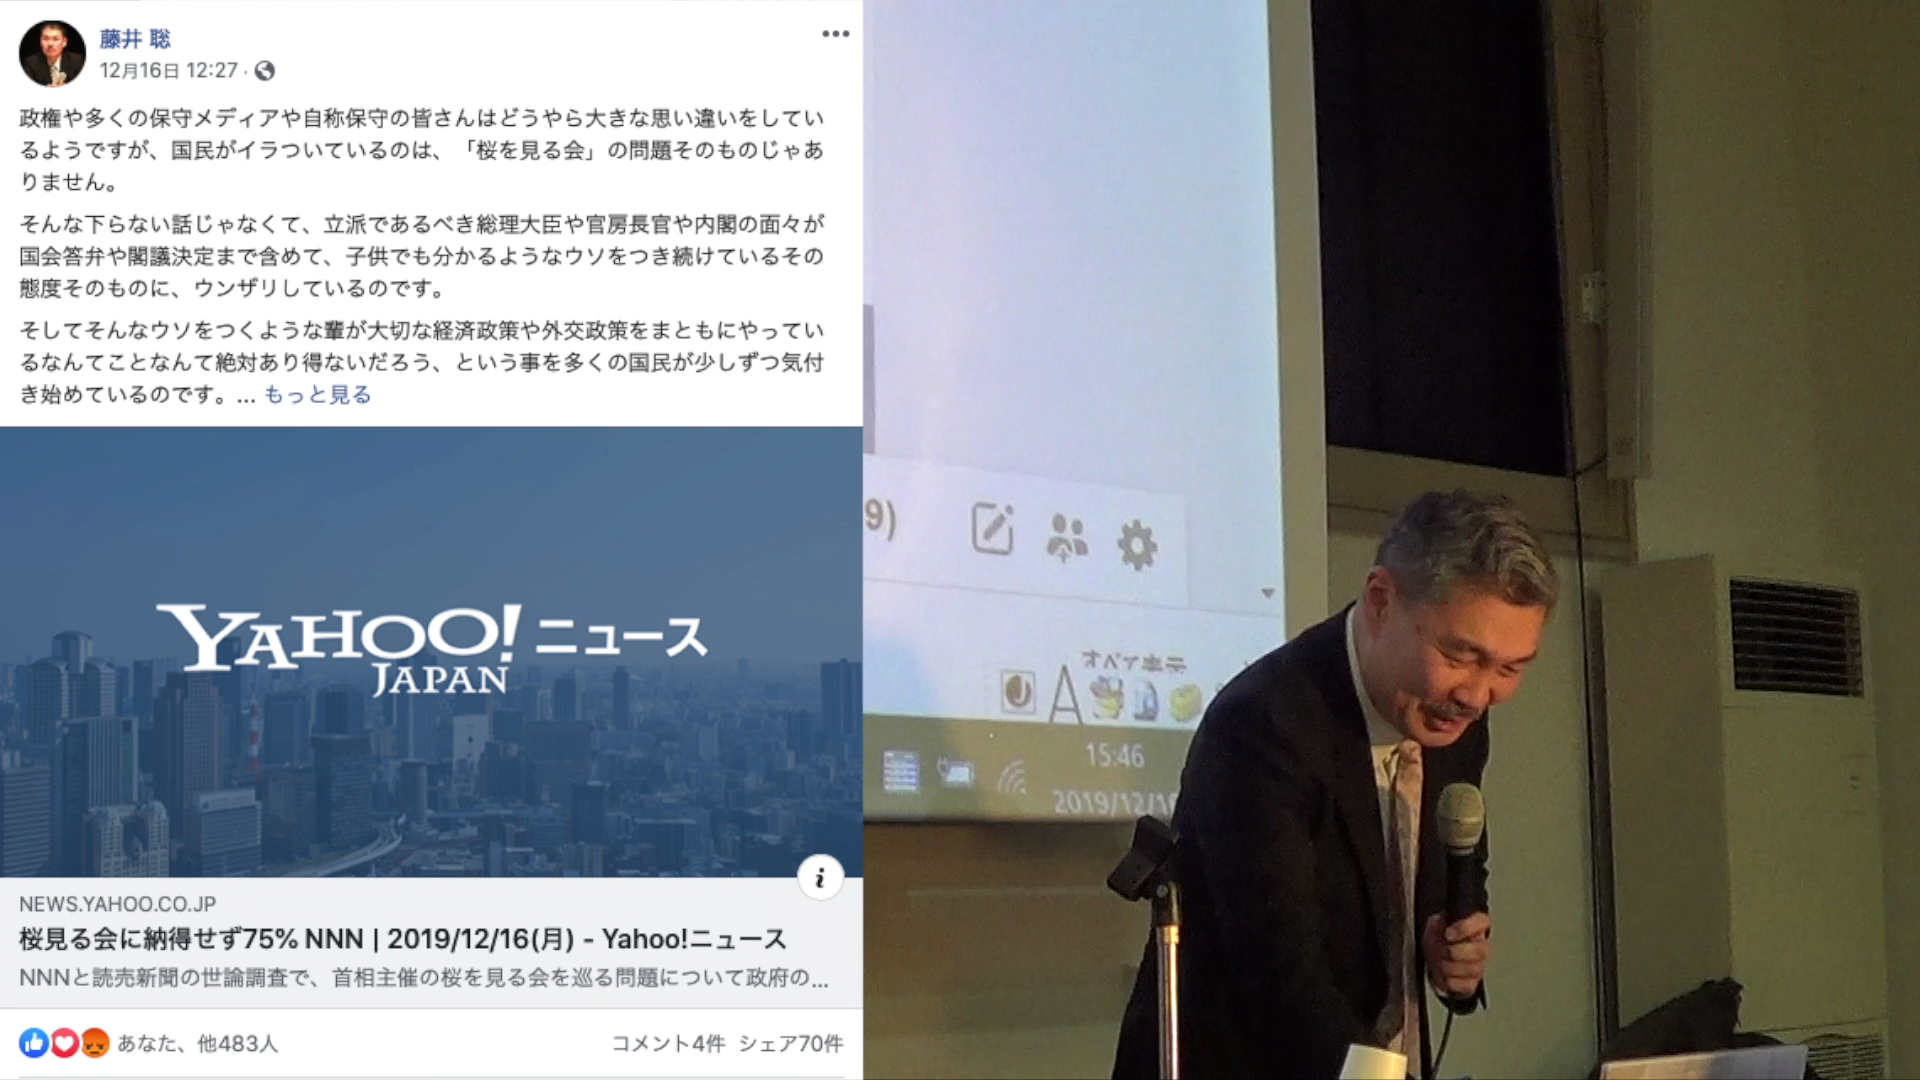 藤井 聡
12月16日 12:27 ·
政権や多くの保守メディアや自称保守の皆さんはどうやら大きな思い違いをしてい
るようですが、国民がイラついているのは、「桜を見る会」の問題そのものじゃあ
りません。
そんな下らない話じゃなくて、立派であるべき総理大臣や官房長官や内閣の面々が
国会答弁や閣議決定まで含めて、子供でも分かるようなウソをつき続けているその
態度そのものに、ウンザリしているのです。
そしてそんなウソをつくような輩が大切な経済政策や外交政策をまともにやってい
るなんてことなんて絶対あり得ないだろう、という事を多くの国民が少しずつ気付
き始めているのです。... もっと見る
YAHOO! ニュース
JAPAN
NEWS.YAHOO.CO.JP
桜見る会に納得せず75% NNN | 2019/12/16(月) - Yahoo!ニュース
NNNと読売新聞の世論調査で、首相主催の桜を見る会を巡る問題について政府の...
あなた、他483人
コメント4件 シェア70件
9)
すべて表示
A
15:46
2019/12/16